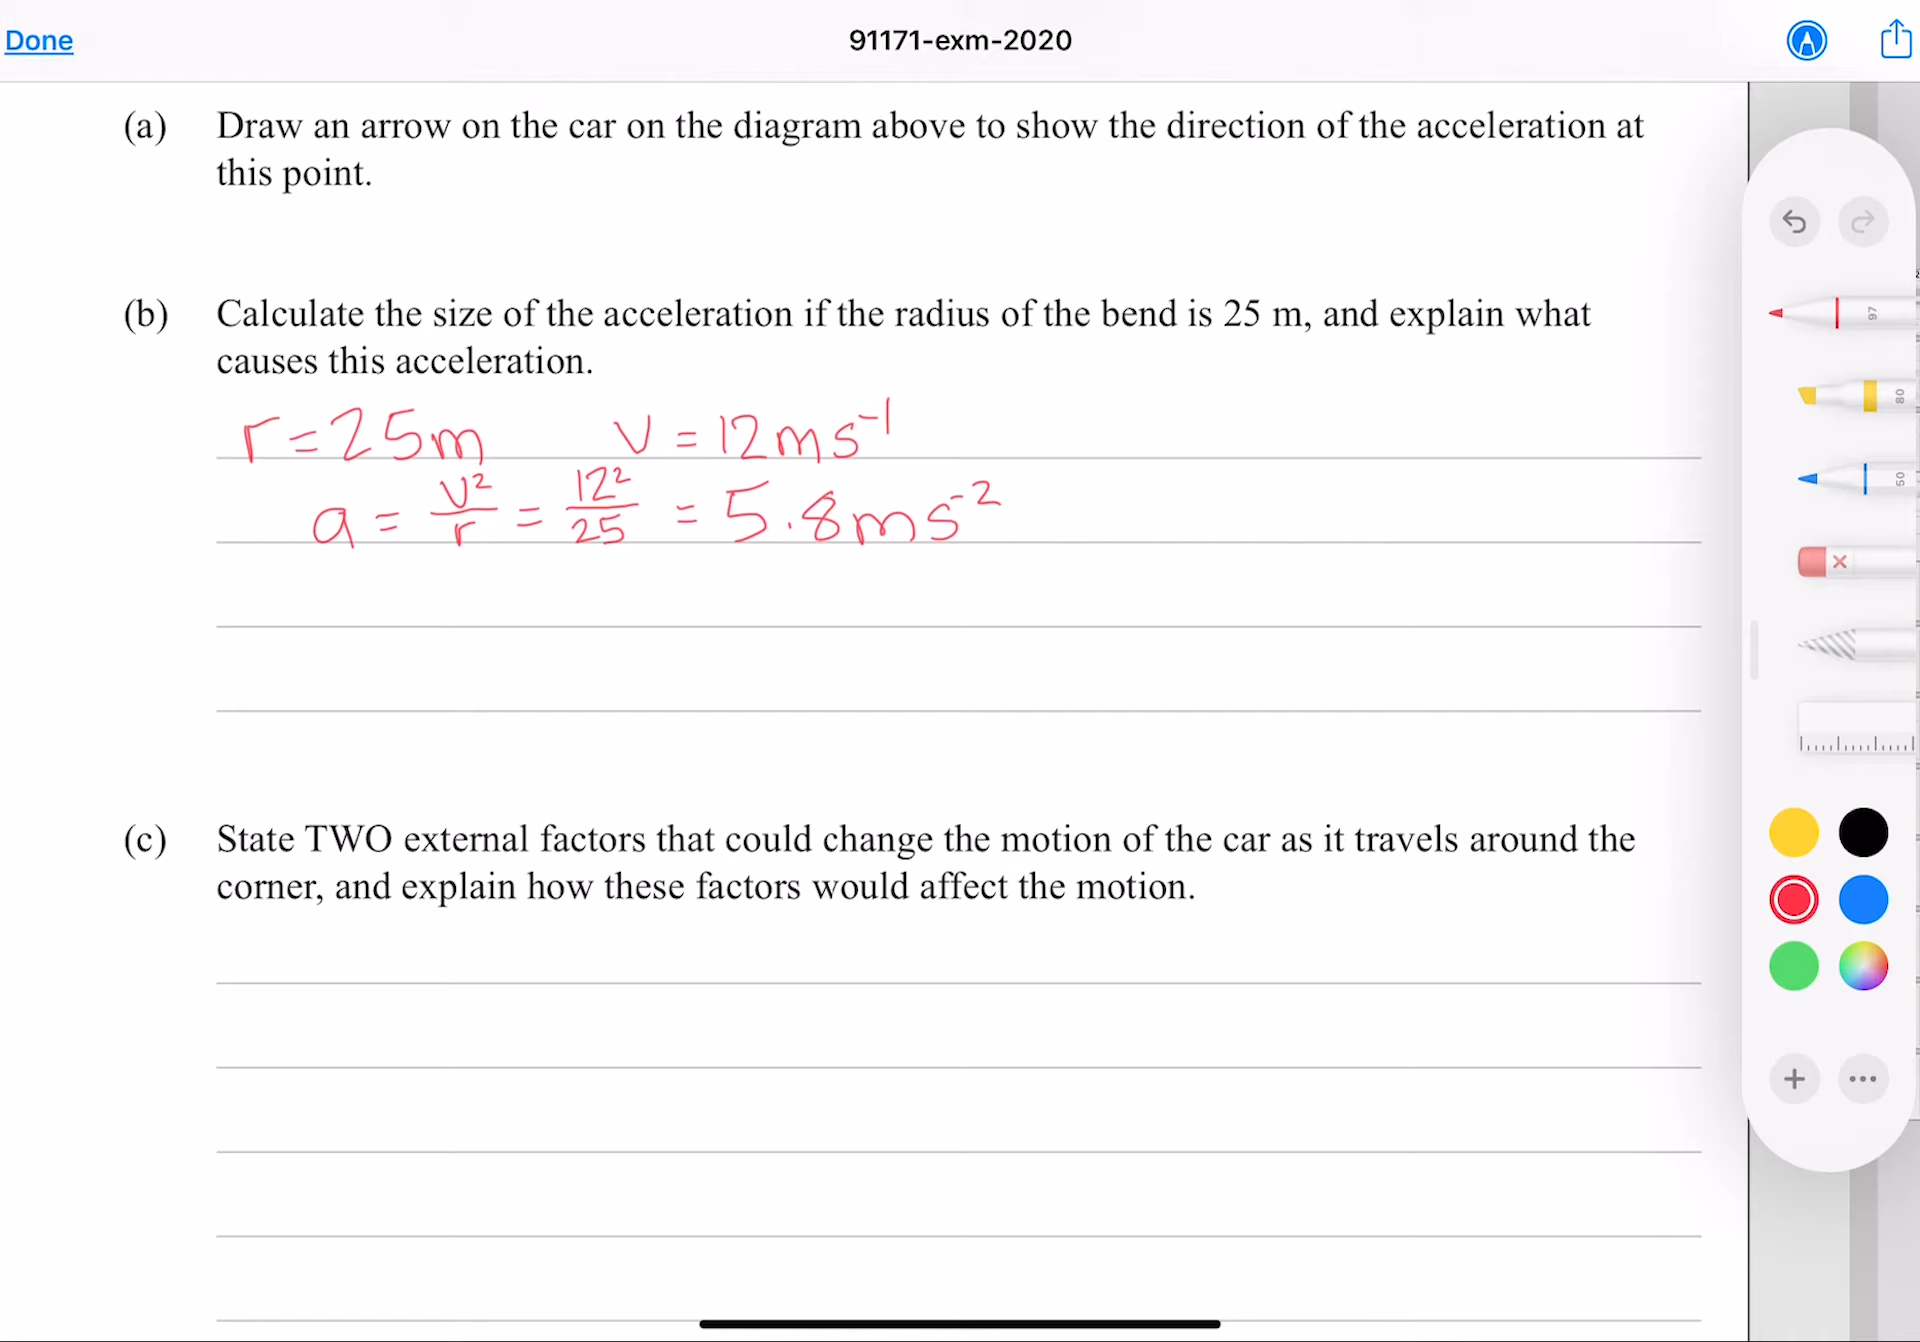 Done
91171-exm-2020
(a) Draw an arrow on the car on the diagram above to show the direction of the acceleration at
this point.
(b) Calculate the size of the acceleration if the radius of the bend is 25 m, and explain what
causes this acceleration.
r = 25m v = 12ms⁻¹
a = v²/r = 12²/25 = 5.8ms⁻²
(c) State TWO external factors that could change the motion of the car as it travels around the
corner, and explain how these factors would affect the motion.
97
80
50